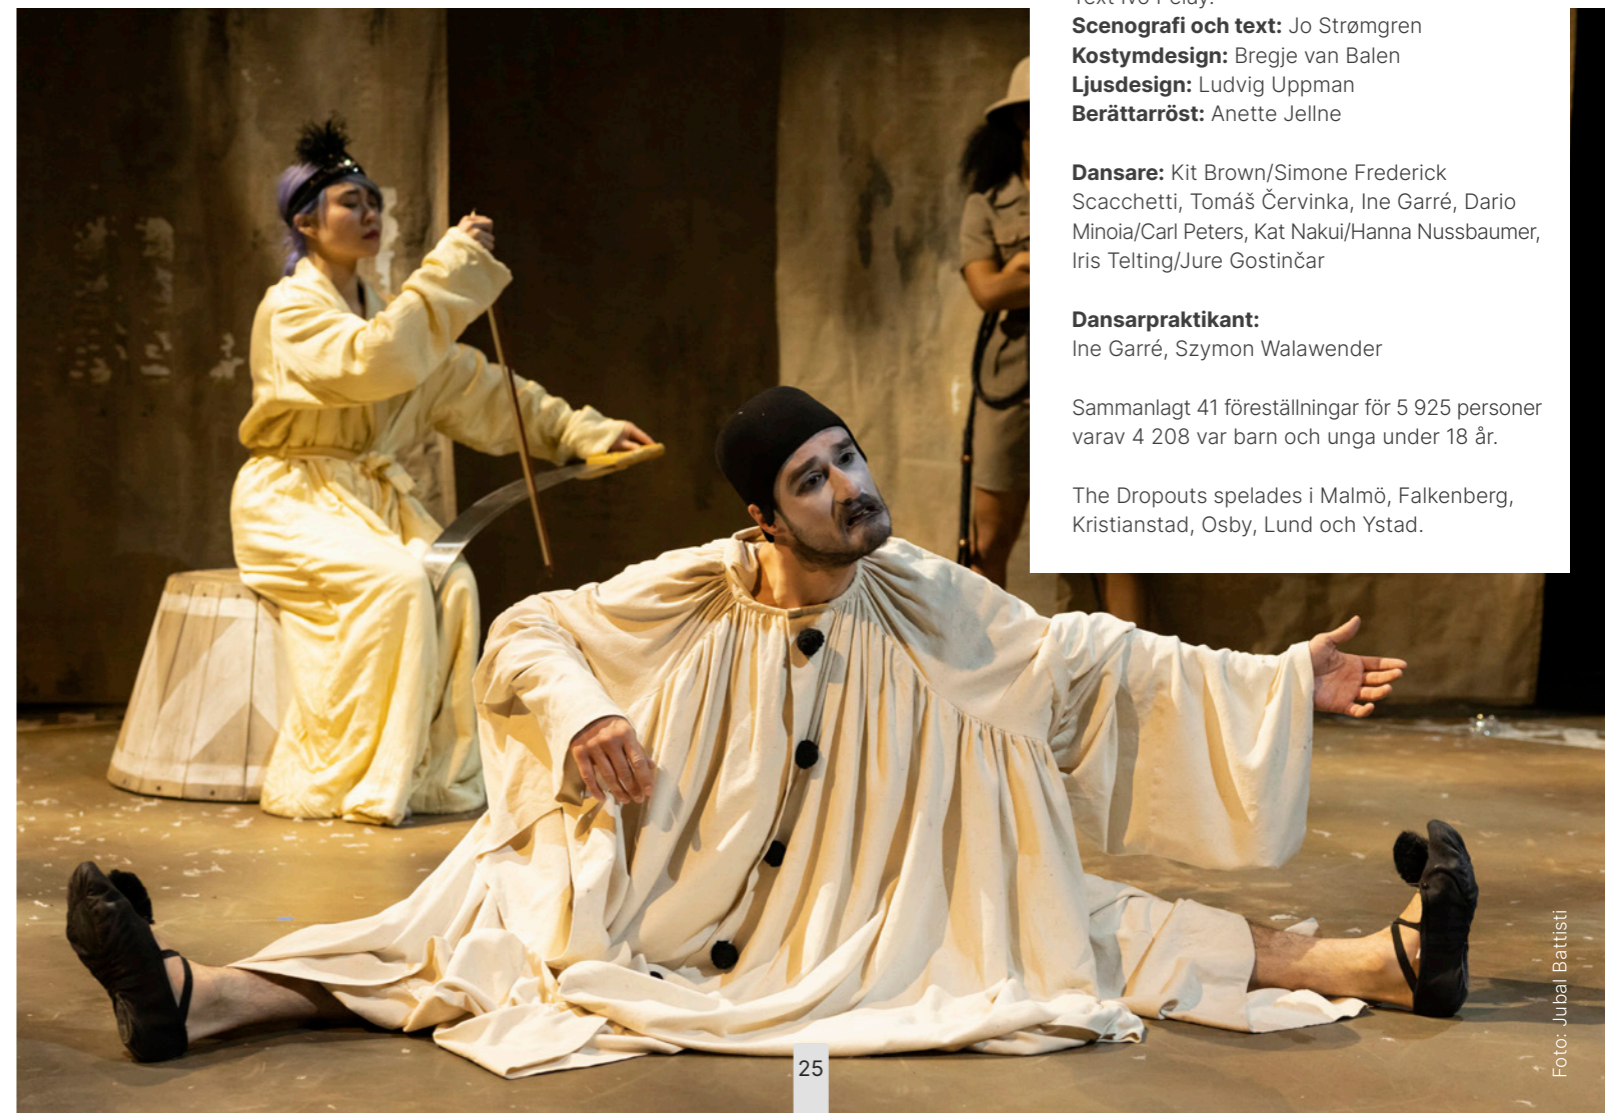 Scenografi och text: Jo Strømgren
Kostymdesign: Bregje van Balen
Ljusdesign: Ludvig Uppman
Berättarröst: Anette Jellne
Dansare: Kit Brown/Simone Frederick
Scacchetti, Tomáš Červinka, Ine Garré, Dario
Minoia/Carl Peters, Kat Nakui/Hanna Nussbaumer,
Iris Telting/Jure Gostinčar
Dansarpraktikant:
Ine Garré, Szymon Walawender
Sammanlagt 41 föreställningar för 5 925 personer
varav 4 208 var barn och unga under 18 år.
The Dropouts spelades i Malmö, Falkenberg,
Kristianstad, Osby, Lund och Ystad.
Foto: Jubal Battisti
25